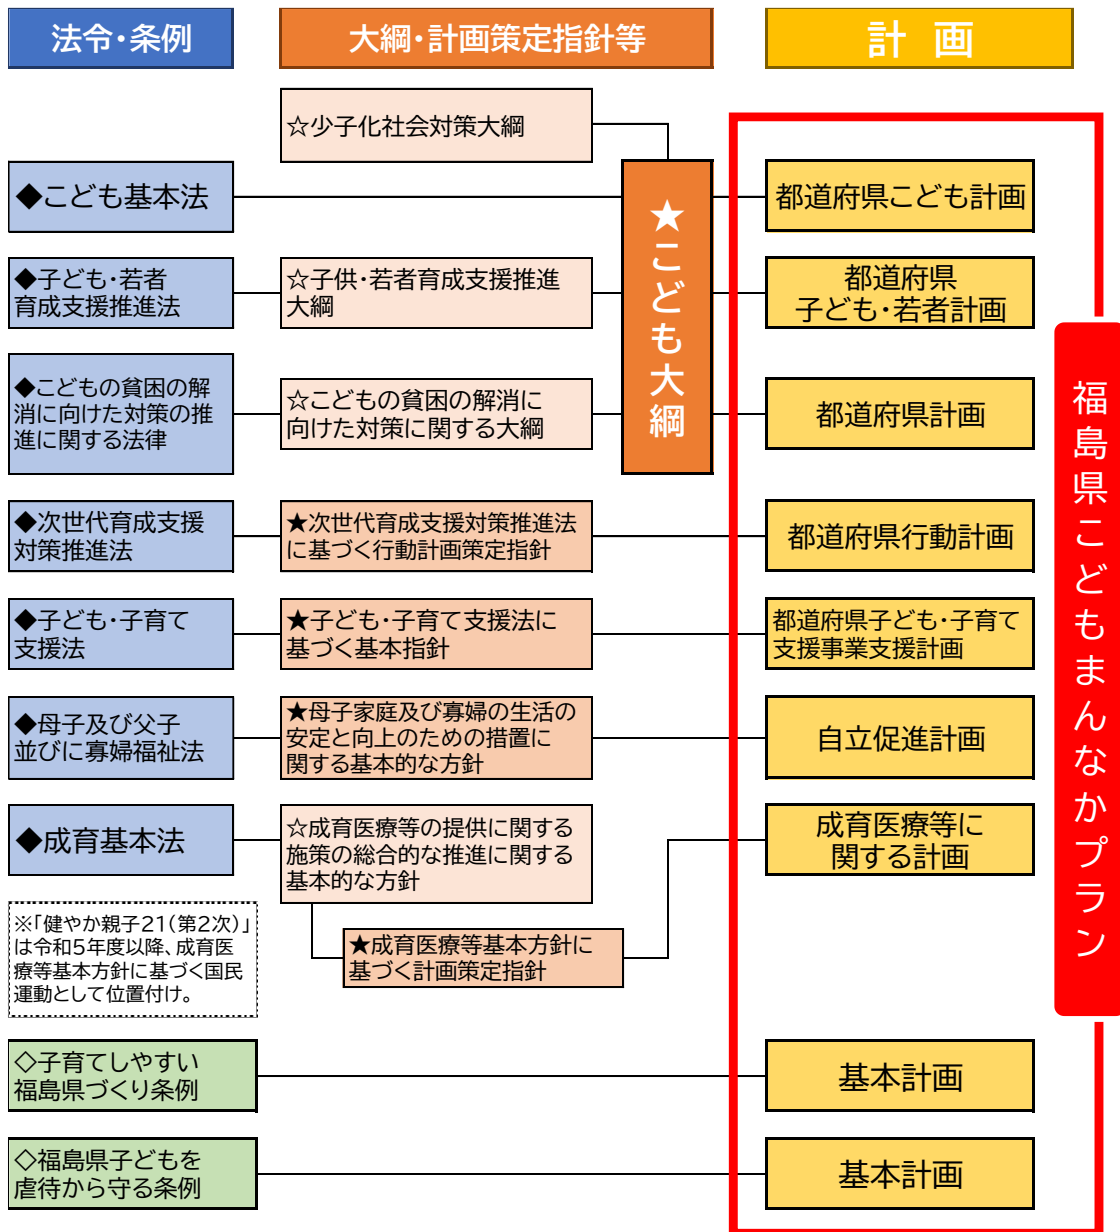 法令・条例
大綱・計画策定指針等
計 画
☆少子化社会対策大綱
◆こども基本法
★こども大綱
都道府県こども計画
◆子ども・若者
育成支援推進法
☆子供・若者育成支援推進
大綱
都道府県
子ども・若者計画
◆こどもの貧困の解
消に向けた対策の推
進に関する法律
☆こどもの貧困の解消に
向けた対策に関する大綱
都道府県計画
◆次世代育成支援
対策推進法
★次世代育成支援対策推進法
に基づく行動計画策定指針
都道府県行動計画
◆子ども・子育て
支援法
★子ども・子育て支援法に
基づく基本指針
都道府県子ども・子育て
支援事業支援計画
◆母子及び父子
並びに寡婦福祉法
★母子家庭及び寡婦の生活の
安定と向上のための措置に
関する基本的な方針
自立促進計画
◆成育基本法
☆成育医療等の提供に関する
施策の総合的な推進に関する
基本的な方針
成育医療等に
関する計画
※「健やか親子21(第2次)」
は令和5年度以降、成育医
療等基本方針に基づく国民
運動として位置付け。
★成育医療等基本方針に
基づく計画策定指針
◇子育てしやすい
福島県づくり条例
基本計画
◇福島県子どもを
虐待から守る条例
基本計画
福島県こどもまんなかプラン